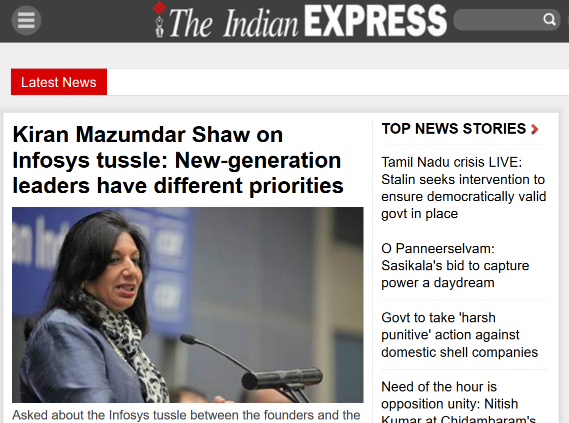 The Indian EXPRESS
Latest News
Kiran Mazumdar Shaw on
Infosys tussle: New-generation
leaders have different priorities
Asked about the Infosys tussle between the founders and the
TOP NEWS STORIES
Tamil Nadu crisis LIVE:
Stalin seeks intervention to
ensure democratically valid
govt in place
O Panneerselvam:
Sasikala's bid to capture
power a daydream
Govt to take 'harsh
punitive' action against
domestic shell companies
Need of the hour is
opposition unity: Nitish
Kumar at Chidambaram's